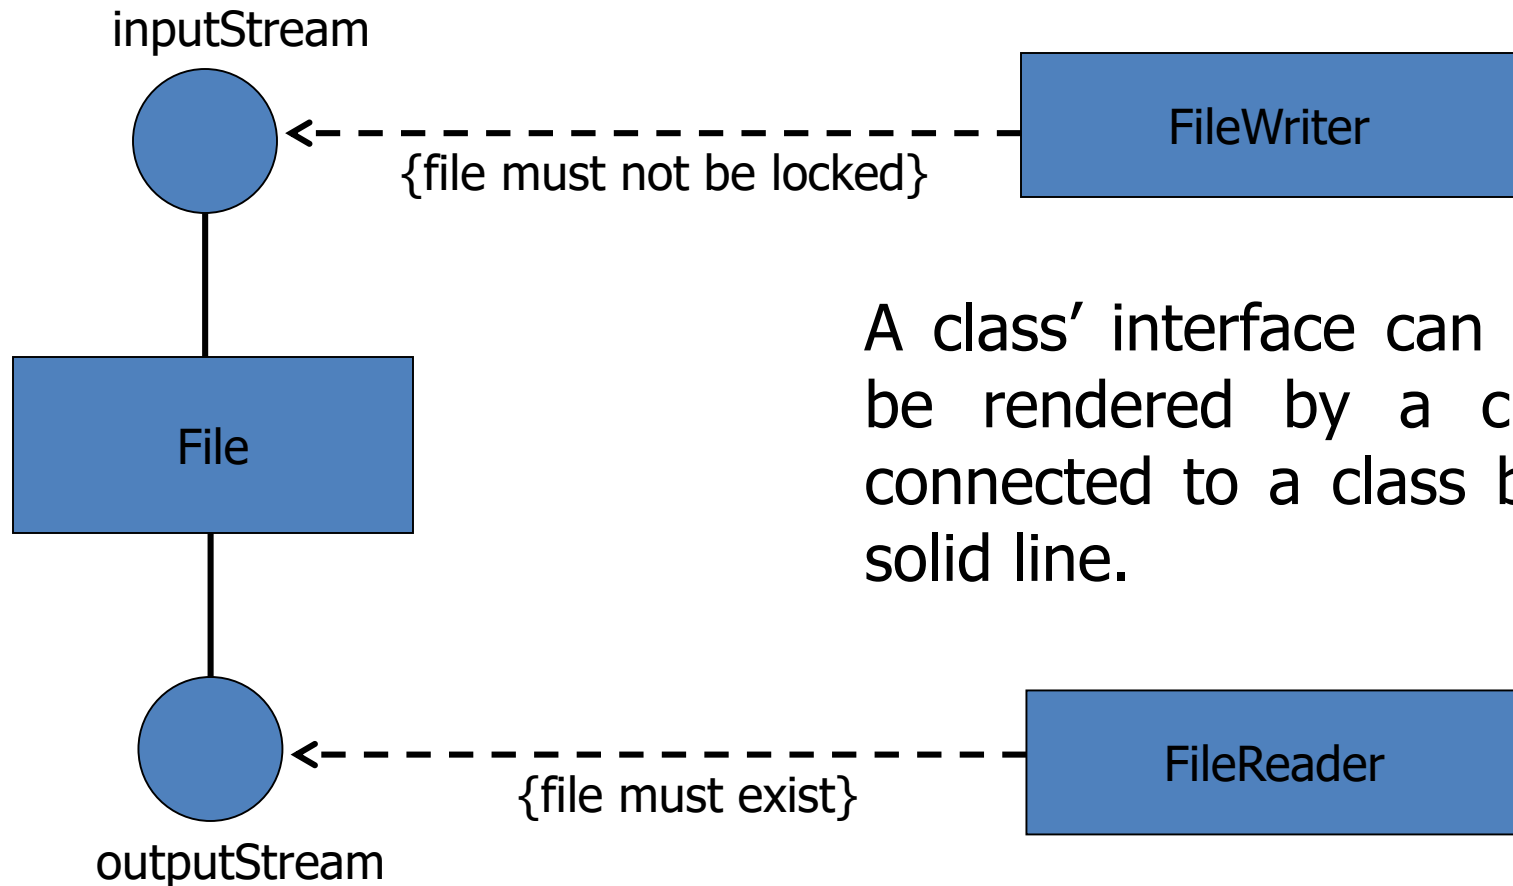 inputStream
FileWriter
{file must not be locked}
A class’ interface can
be rendered by a
connected to a class
solid line.
File
FileReader
{file must exist}
outputStream